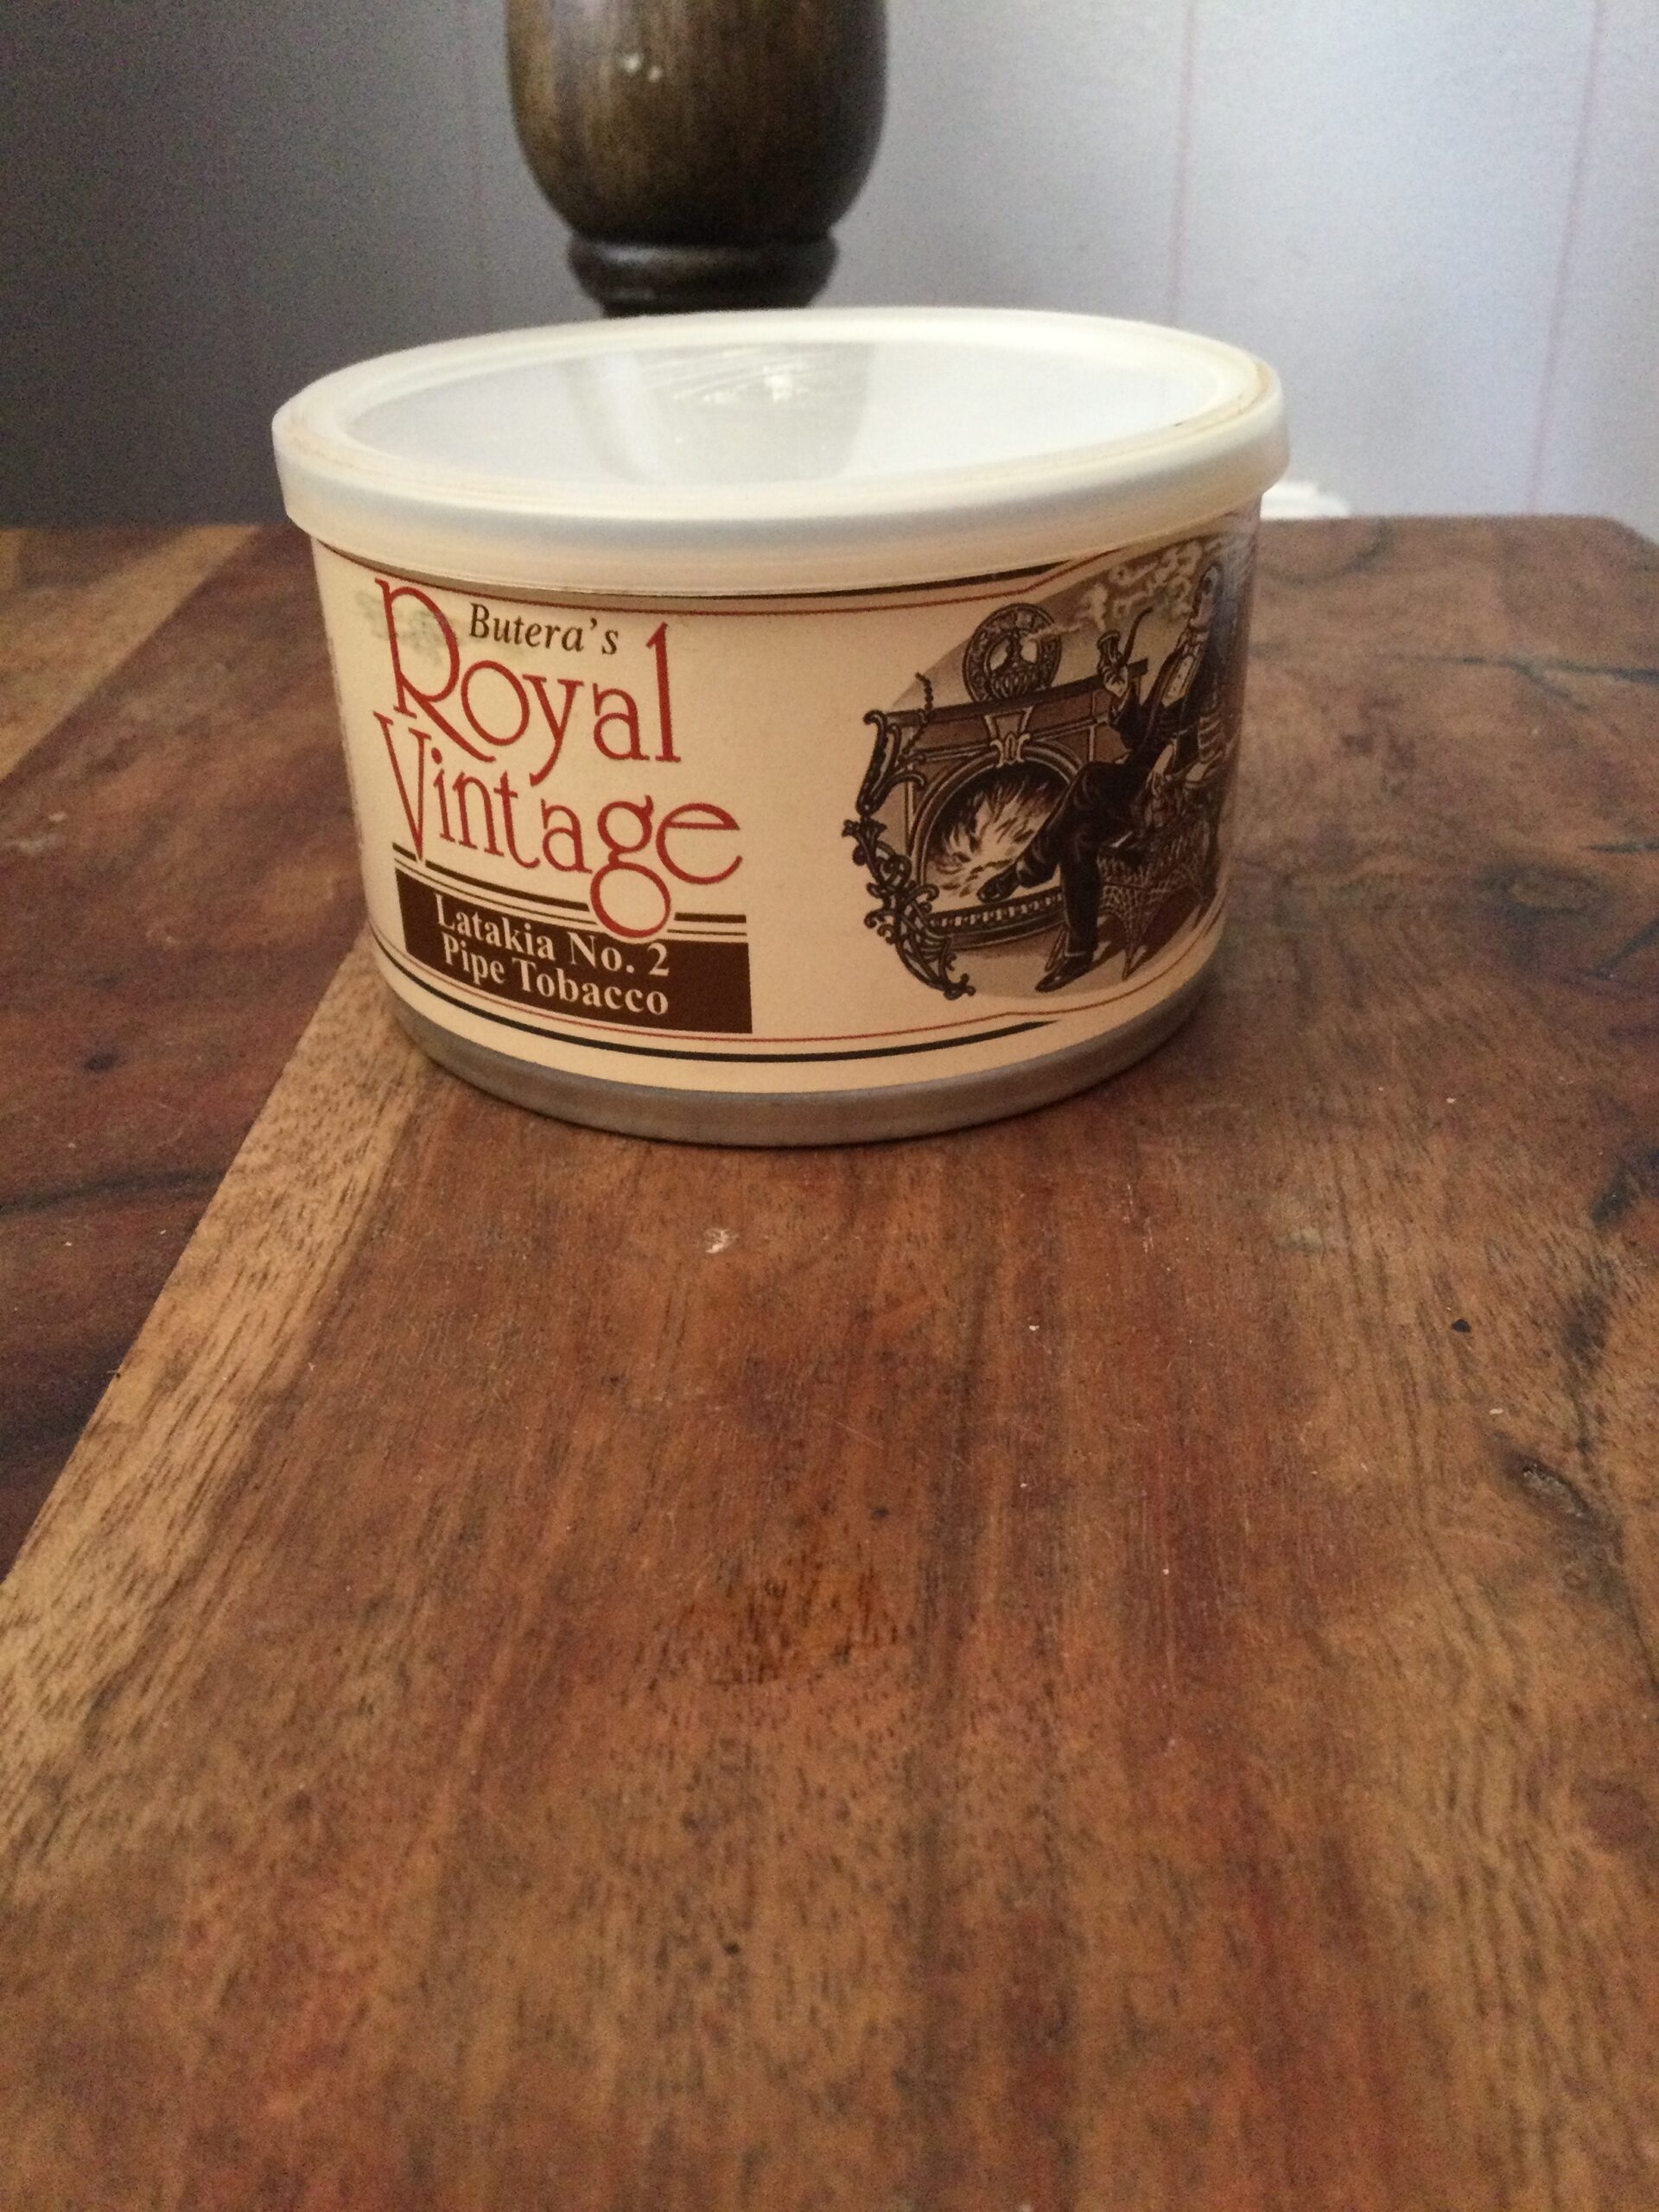 Butera's
Royal
Vintage
Latakia No. 2
Pipe Tobacco